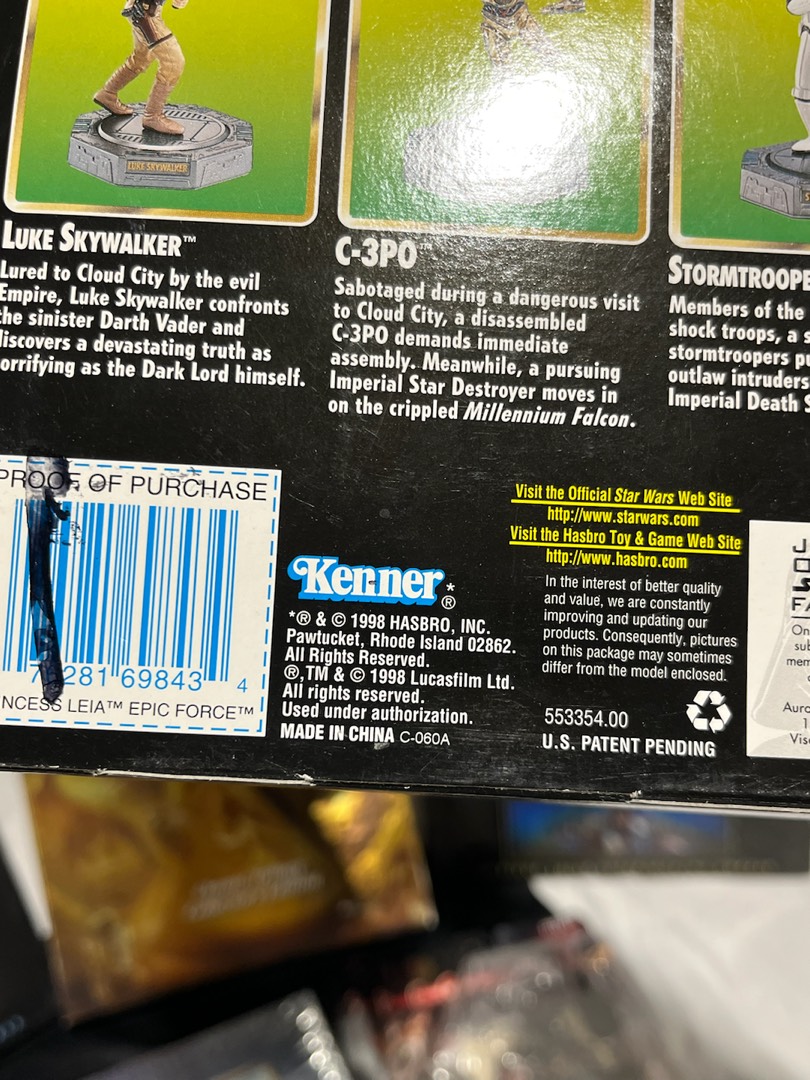 LUKE SKYWALKER
LUKE SKYWALKER™
Lured to Cloud City by the evil
Empire, Luke Skywalker confronts
the sinister Darth Vader and
discovers a devastating truth as
horrifying as the Dark Lord himself.
C-3PO™
Sabotaged during a dangerous visit
to Cloud City, a disassembled
C-3PO demands immediate
assembly. Meanwhile, a pursuing
Imperial Star Destroyer moves in
on the crippled Millennium Falcon.
STORMTROOPE
Members of the
shock troops, a s
stormtroopers pu
outlaw intruders
Imperial Death S
PROOF OF PURCHASE
281 69843 4
NCESS LEIA™ EPIC FORCE™
Kenner*®
*® & © 1998 HASBRO, INC.
Pawtucket, Rhode Island 02862.
All Rights Reserved.
®,TM & © 1998 Lucasfilm Ltd.
All rights reserved.
Used under authorization.
MADE IN CHINA C-060A
Visit the Official Star Wars Web Site
http://www.starwars.com
Visit the Hasbro Toy & Game Web Site
http://www.hasbro.com
In the interest of better quality
and value, we are constantly
improving and updating our
products. Consequently, pictures
on this package may sometimes
differ from the model enclosed.
553354.00
U.S. PATENT PENDING
J
O
F
On
sub
mem
Auro
1
Vis